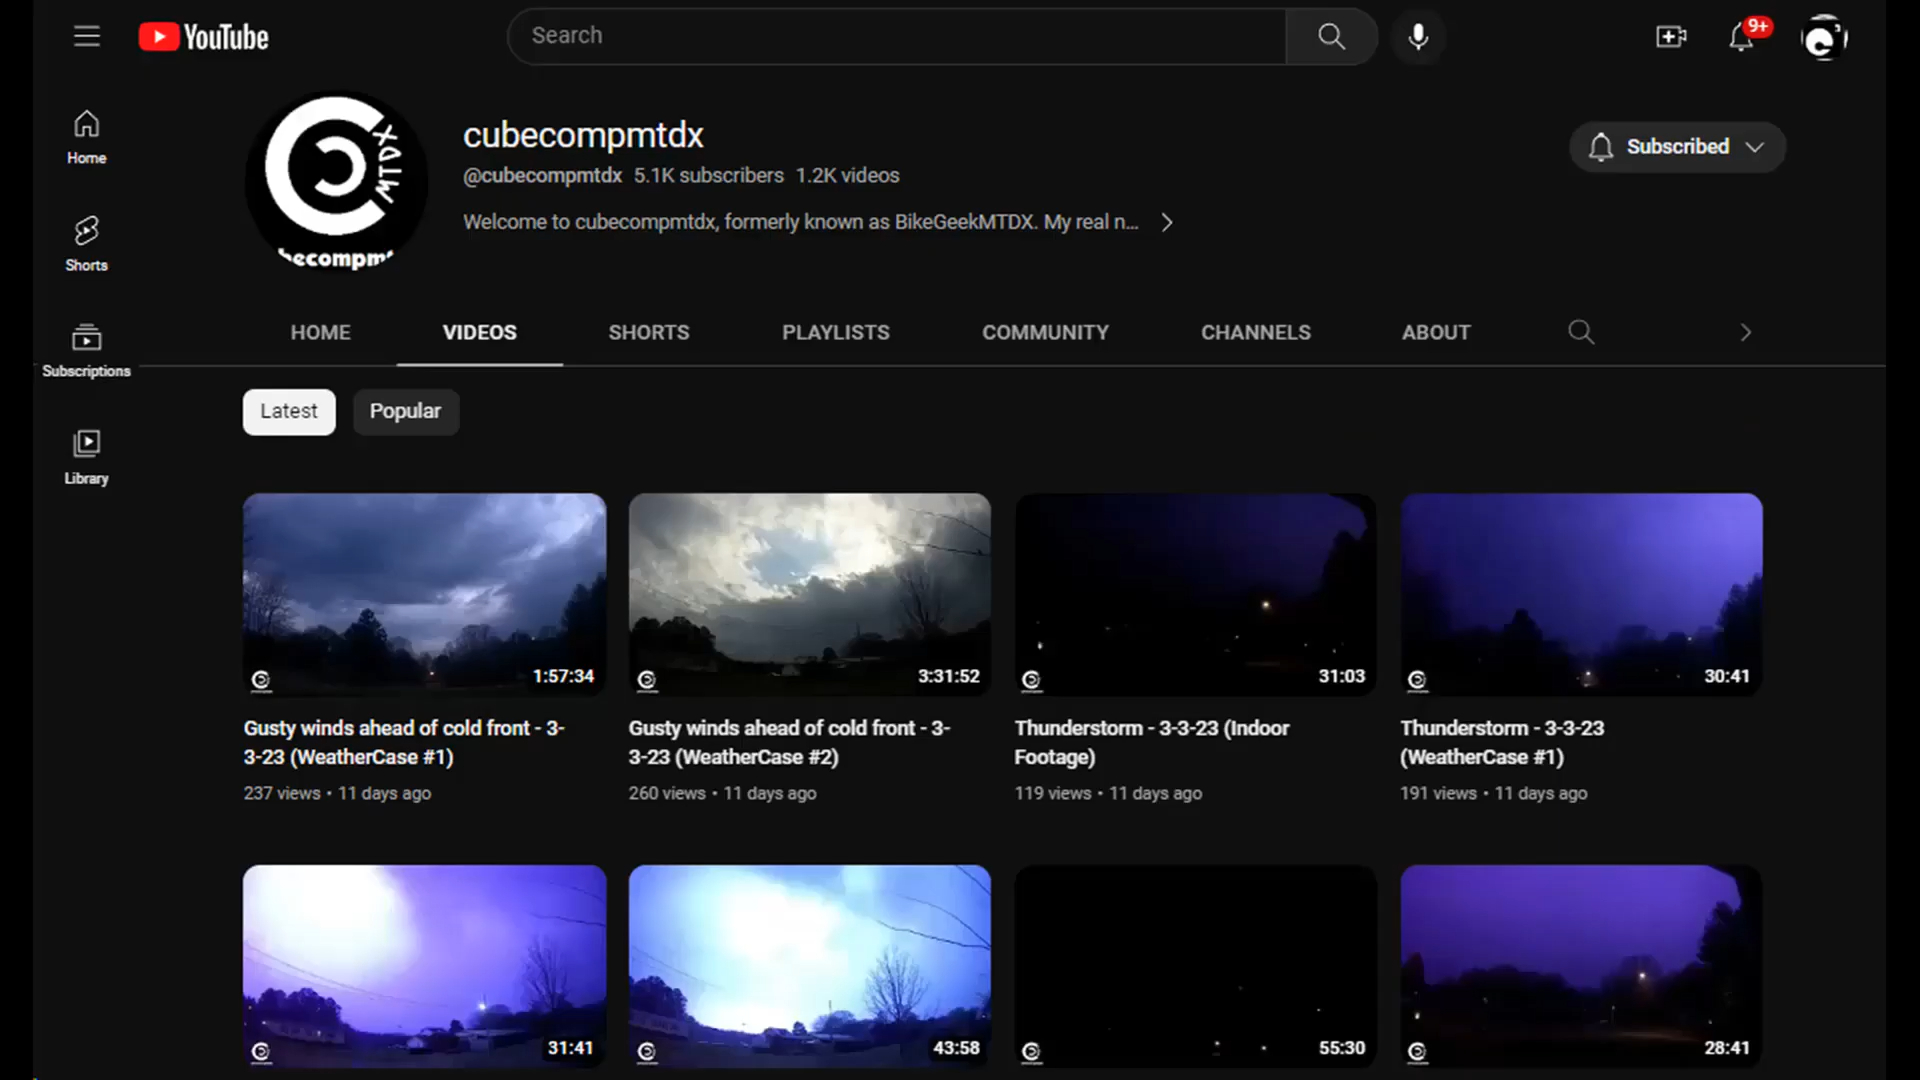 YouTube
Search
9+
Home
Shorts
Subscriptions
Library
MTDX
becompm
cubecompmtdx
@cubecompmtdx 5.1K subscribers 1.2K videos
Welcome to cubecompmtdx, formerly known as BikeGeekMTDX. My real n...
Subscribed
HOME VIDEOS SHORTS PLAYLISTS COMMUNITY CHANNELS ABOUT
Latest Popular
1:57:34
Gusty winds ahead of cold front - 3-
3-23 (WeatherCase #1)
237 views • 11 days ago
3:31:52
Gusty winds ahead of cold front - 3-
3-23 (WeatherCase #2)
260 views • 11 days ago
31:03
Thunderstorm - 3-3-23 (Indoor
Footage)
119 views • 11 days ago
30:41
Thunderstorm - 3-3-23
(WeatherCase #1)
191 views • 11 days ago
31:41
43:58
55:30
28:41